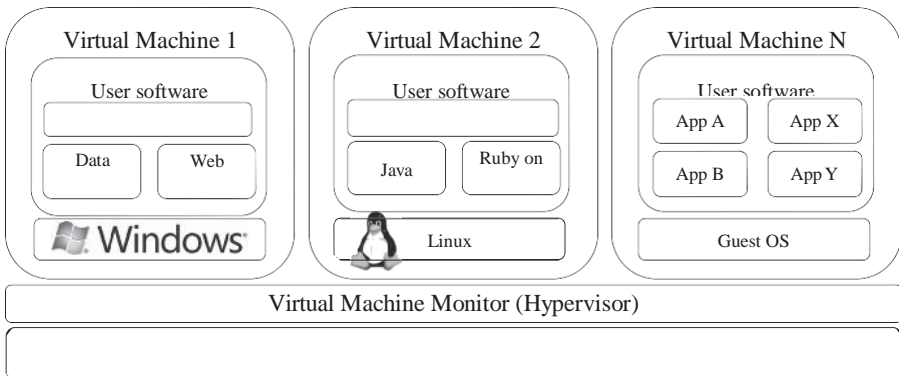 Virtual Machine 1
User software
Data
Web
Windows
Virtual Machine 2
User software
Java
Ruby on
Linux
Virtual Machine N
User software
App A
App X
App B
App Y
Guest OS
Virtual Machine Monitor (Hypervisor)